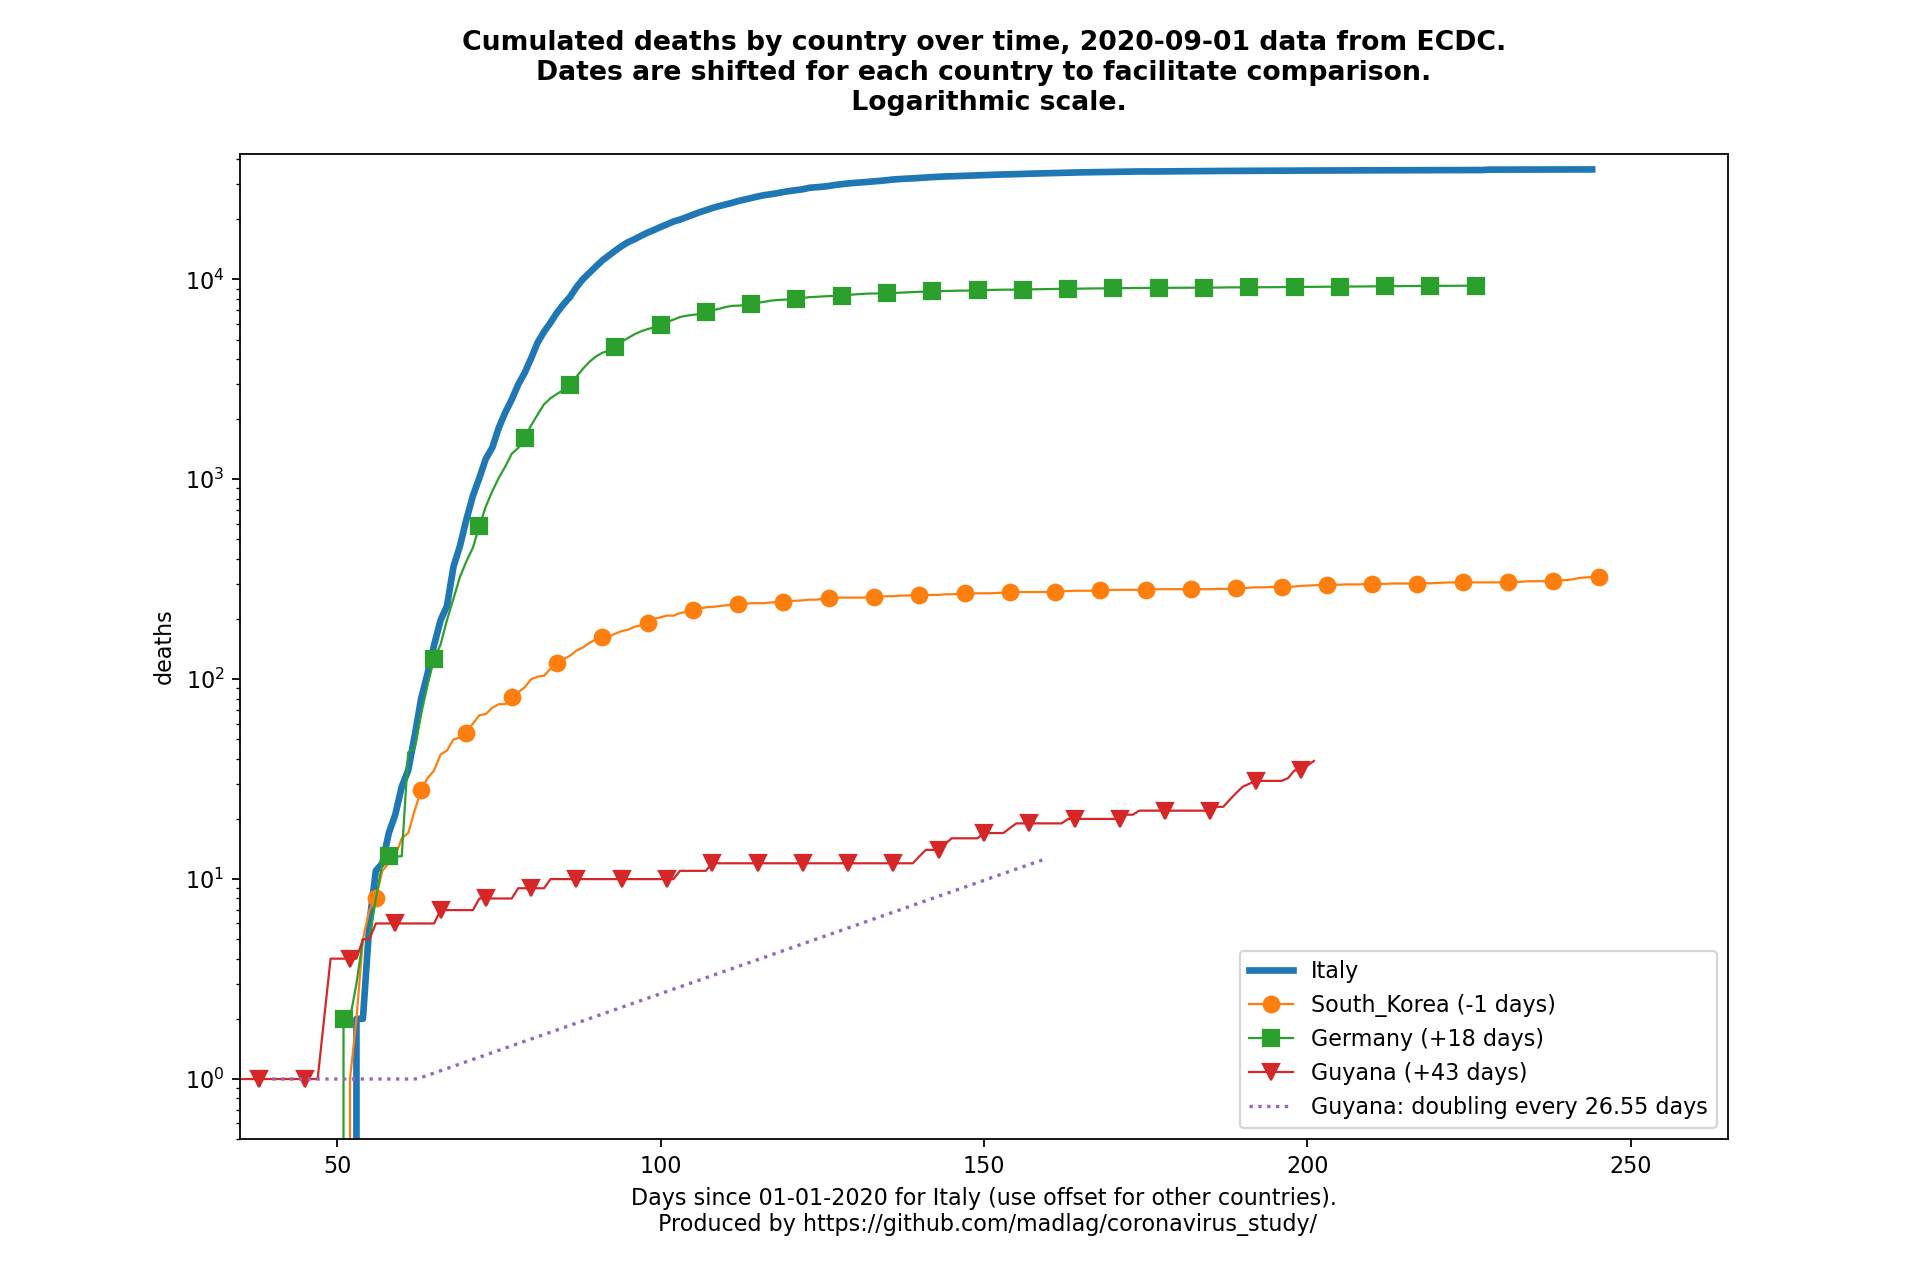 Cumulated deaths by country over time, 2020-09-01 data from ECDC.
Dates are shifted for each country to facilitate comparison.
Logarithmic scale.
10⁴
10³
10²
10¹
10⁰
deaths
50
100
150
200
250
Italy
South_Korea (-1 days)
Germany (+18 days)
Guyana (+43 days)
Guyana: doubling every 26.55 days
Days since 01-01-2020 for Italy (use offset for other countries).
Produced by https://github.com/madlag/coronavirus_study/